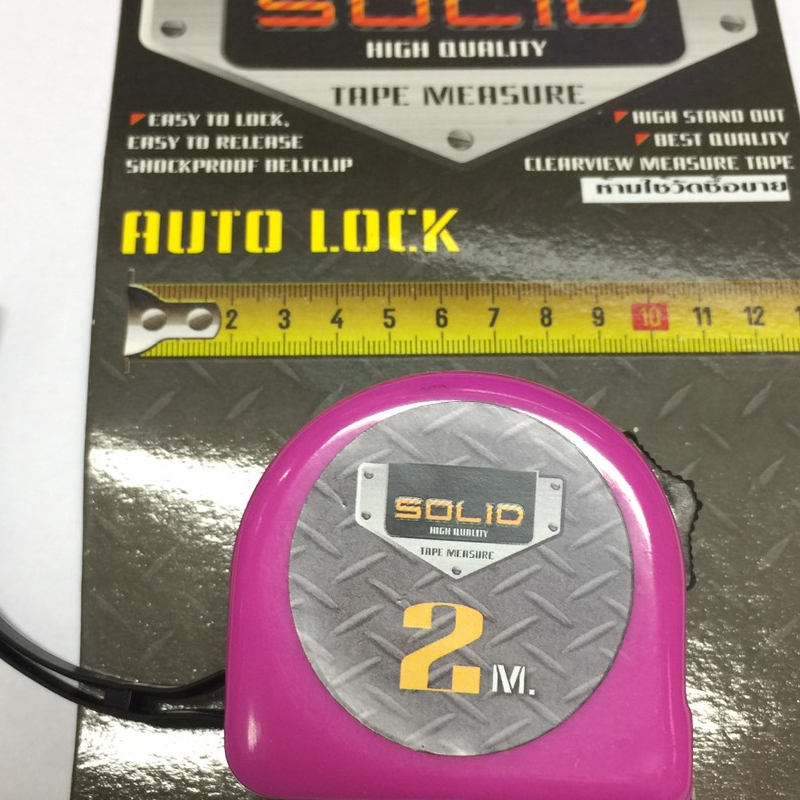 SOLID
HIGH QUALITY
TAPE MEASURE
EASY TO LOCK,
EASY TO RELEASE
SHOCKPROOF BELTCLIP
HIGH STAND OUT
BEST QUALITY
CLEARVIEW MEASURE TAPE
ห้ามใช้วัดซื้อขาย
AUTO LOCK
2 3 4 5 6 7 8 9 10 11 12
SOLID
HIGH QUALITY
TAPE MEASURE
2 M.